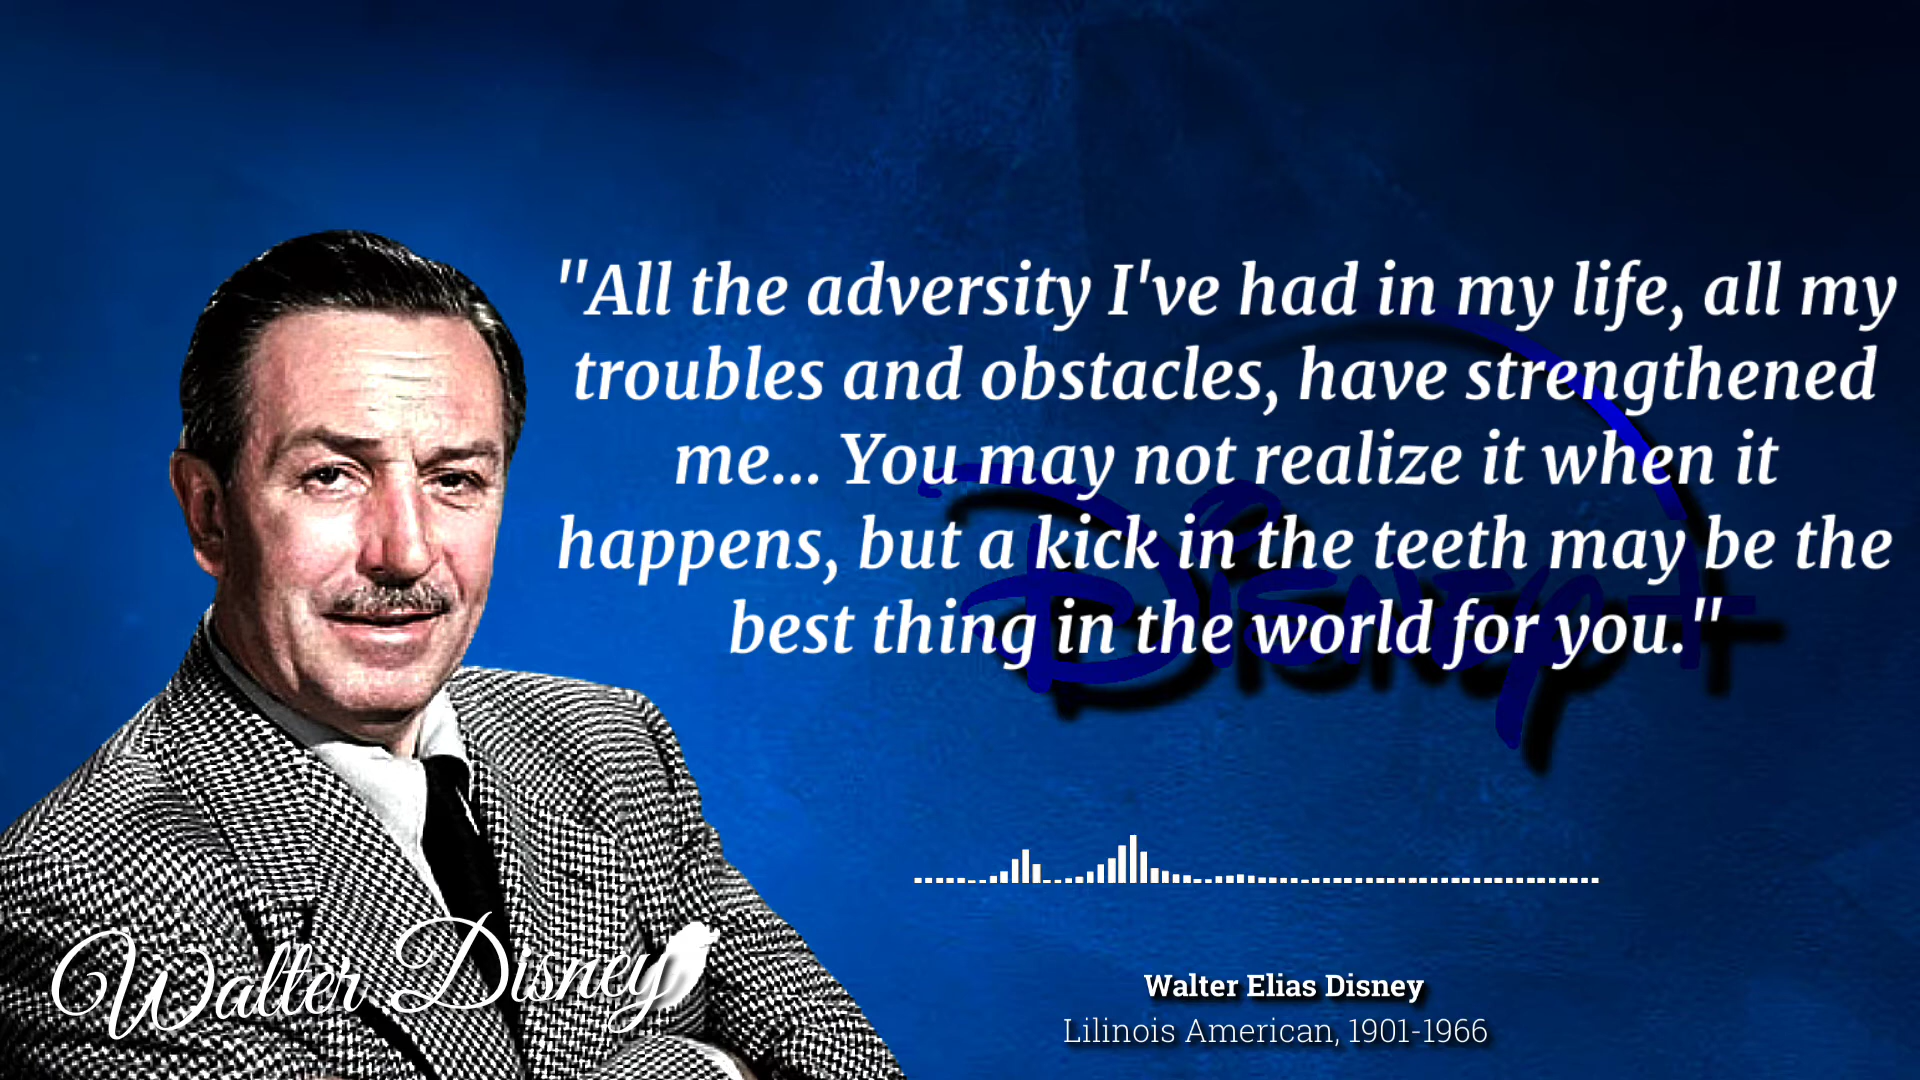 "All the adversity I've had in my life, all my
troubles and obstacles, have strengthened
me... You may not realize it when it
happens, but a kick in the teeth may be the
best thing in the world for you."
Disney+
Walter Disney
Walter Elias Disney
Lilinois American, 1901-1966